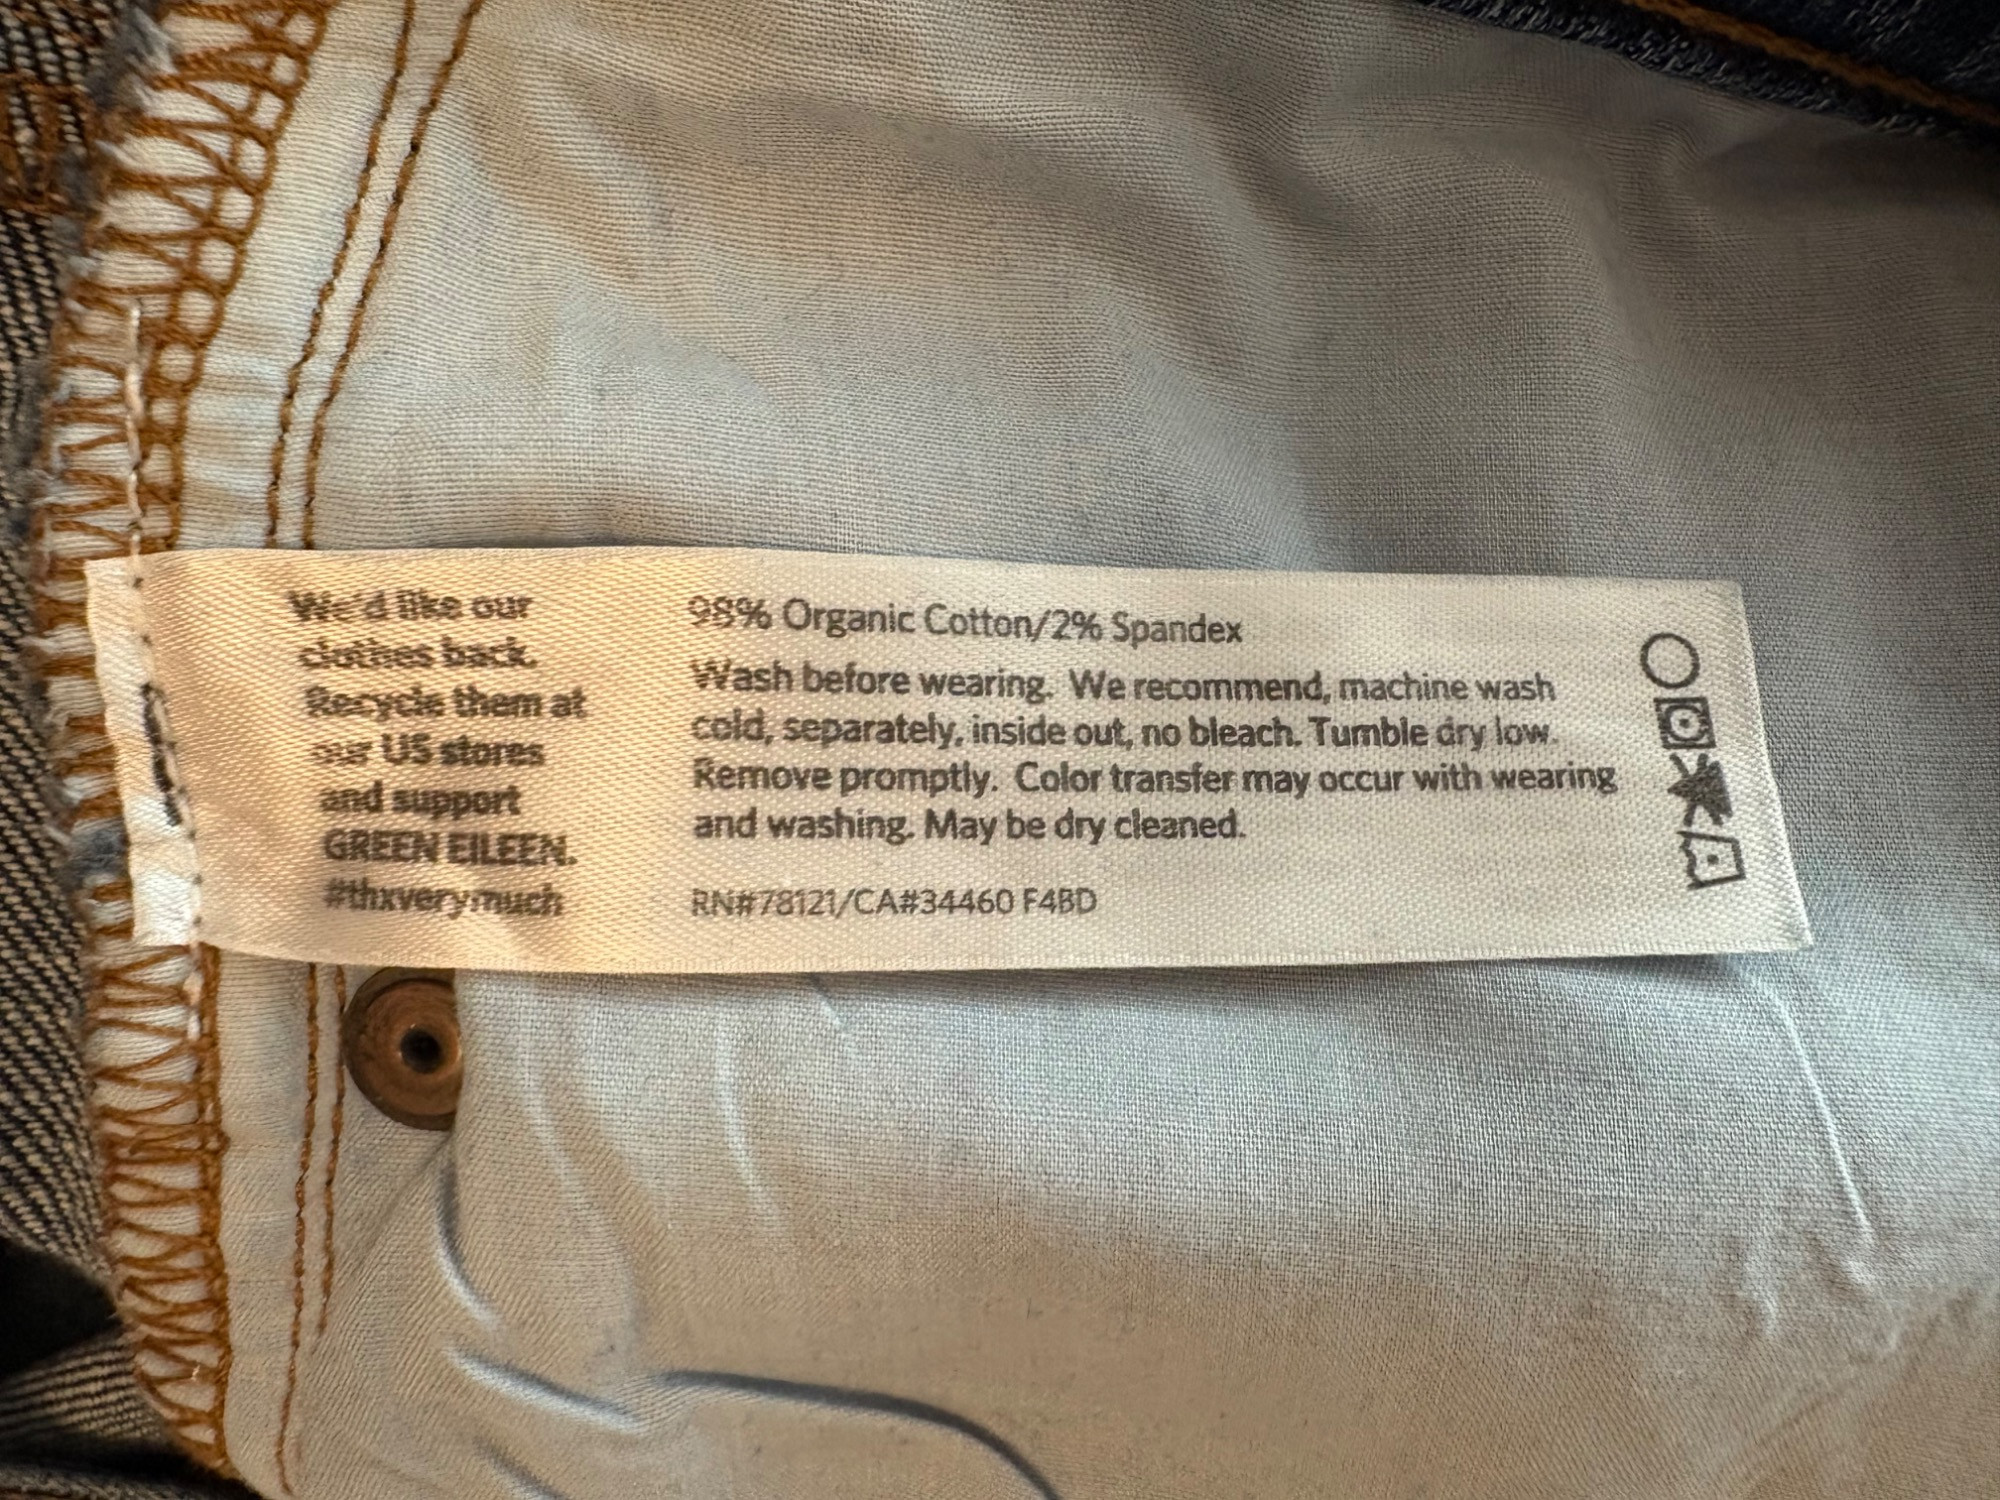 We'd like our
clothes back.
Recycle them at
our US stores
and support
GREEN EILEEN.
#thxverymuch
98% Organic Cotton/2% Spandex
Wash before wearing. We recommend, machine wash
cold, separately, inside out, no bleach. Tumble dry low.
Remove promptly. Color transfer may occur with wearing
and washing. May be dry cleaned.
RN#78121/CA#34460 F4BD